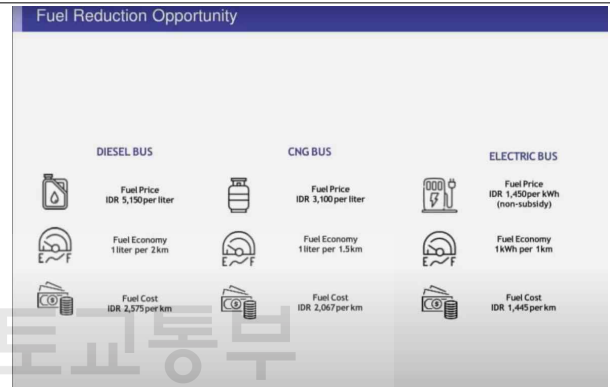 Fuel Reduction Opportunity
DIESEL BUS
Fuel Price
IDR 5,150 per liter
Fuel Economy
1 liter per 2 km
Fuel Cost
IDR 2,575 per km
CNG BUS
Fuel Price
IDR 3,100 per liter
Fuel Economy
1 liter per 1.5 km
Fuel Cost
IDR 2,067 per km
ELECTRIC BUS
Fuel Price
IDR 1,450 per kWh
(non-subsidy)
Fuel Economy
1 kWh per 1 km
Fuel Cost
IDR 1,445 per km
E F
E F
E F
토교통부